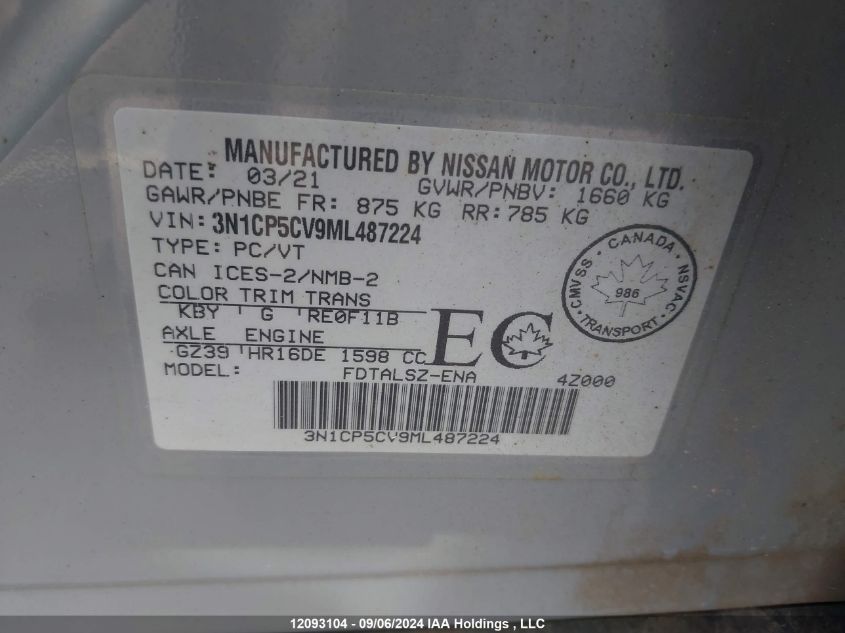 MANUFACTURED BY NISSAN MOTOR CO., LTD.
DATE: 03/21 GVWR/PNBV: 1660 KG
GAWR/PNBE FR: 875 KG RR: 785 KG
VIN: 3N1CP5CV9ML487224
TYPE: PC/VT
CAN ICES-2/NMB-2
COLOR TRIM TRANS
KBY G RE0F11B
AXLE ENGINE
GZ39 HR16DE 1598 CC
EC
MODEL: FDTALSZ-ENA 4Z000
3N1CP5CV9ML487224
CMVSS · CANADA · NSVAC · TRANSPORT ·
986
12093104 - 09/06/2024 IAA Holdings , LLC